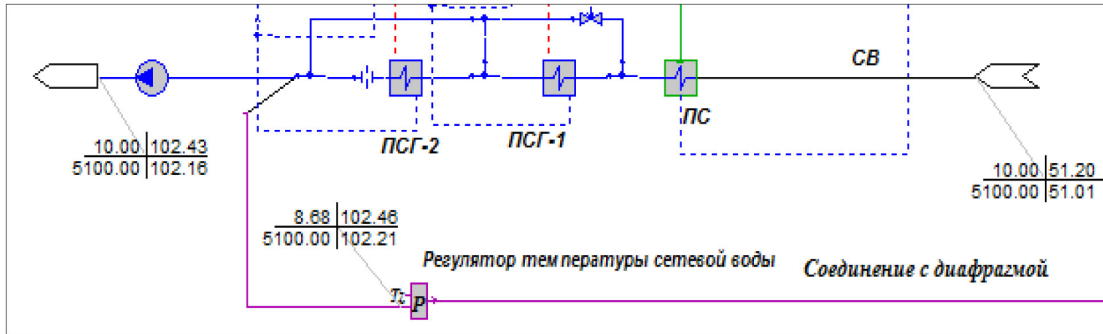 СВ
ПСГ-2
ПСГ-1
ПС
10.00 102.43
5100.00 102.16
10.00 51.20
5100.00 51.01
8.68 102.46
5100.00 102.21
Регулятор температуры сетевой воды
Соединение с диафрагмой
Tz
P